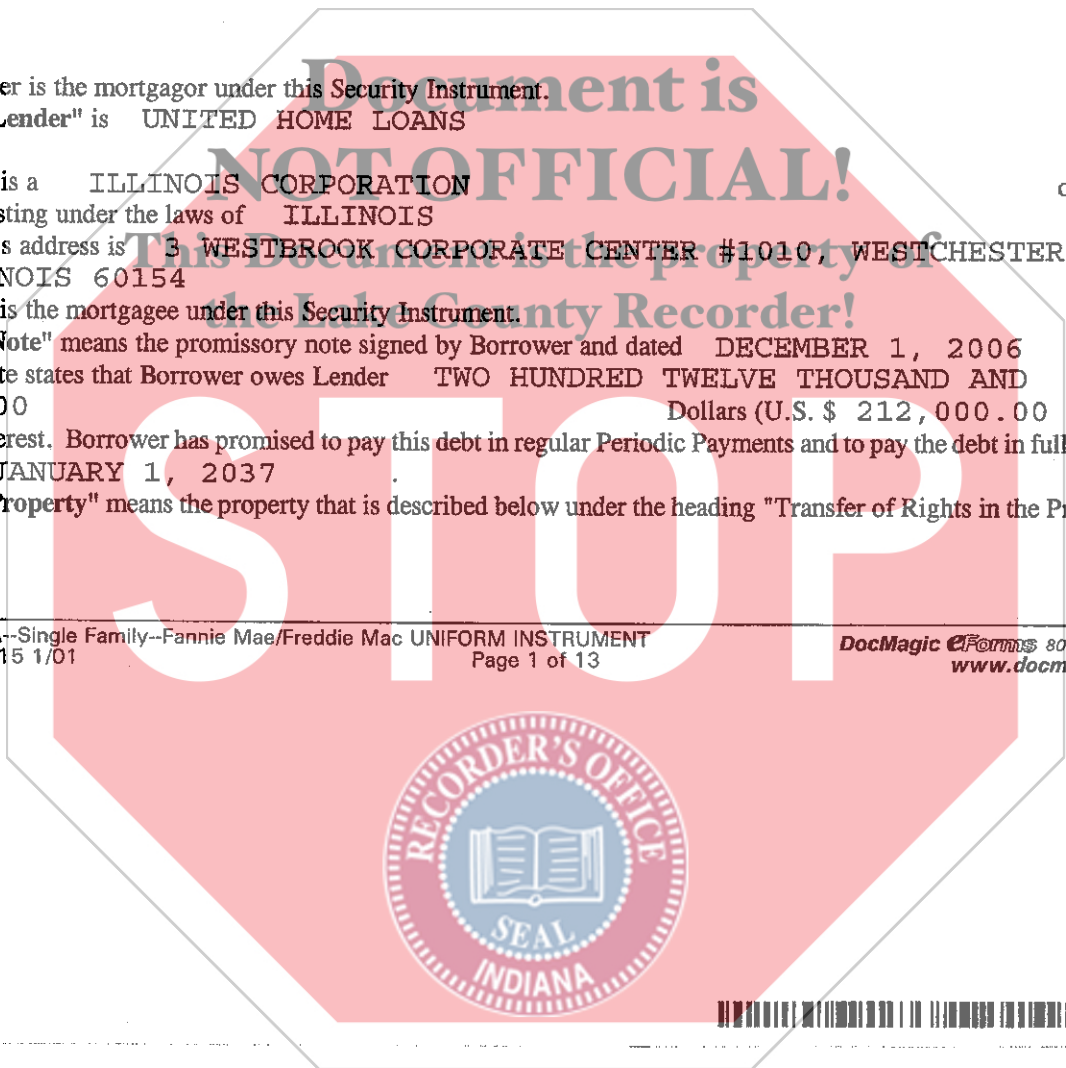 Document is
er is the mortgagor under this Security Instrument.
Lender" is UNITED HOME LOANS
NOT OFFICIAL!
is a ILLINOIS CORPORATION
sting under the laws of ILLINOIS
This Document is the property of
s address is 3 WESTBROOK CORPORATE CENTER #1010, WESTCHESTER
NOIS 60154
the Lake County Recorder!
is the mortgagee under this Security Instrument.
Note" means the promissory note signed by Borrower and dated DECEMBER 1, 2006
te states that Borrower owes Lender TWO HUNDRED TWELVE THOUSAND AND
00 Dollars (U.S. $ 212,000.00
erest. Borrower has promised to pay this debt in regular Periodic Payments and to pay the debt in full
JANUARY 1, 2037 .
Property" means the property that is described below under the heading "Transfer of Rights in the Pr
STOP
--Single Family--Fannie Mae/Freddie Mac UNIFORM INSTRUMENT
15 1/01 Page 1 of 13
DocMagic eForms 80
www.docm
RECORDER'S OFFICE
SEAL
INDIANA